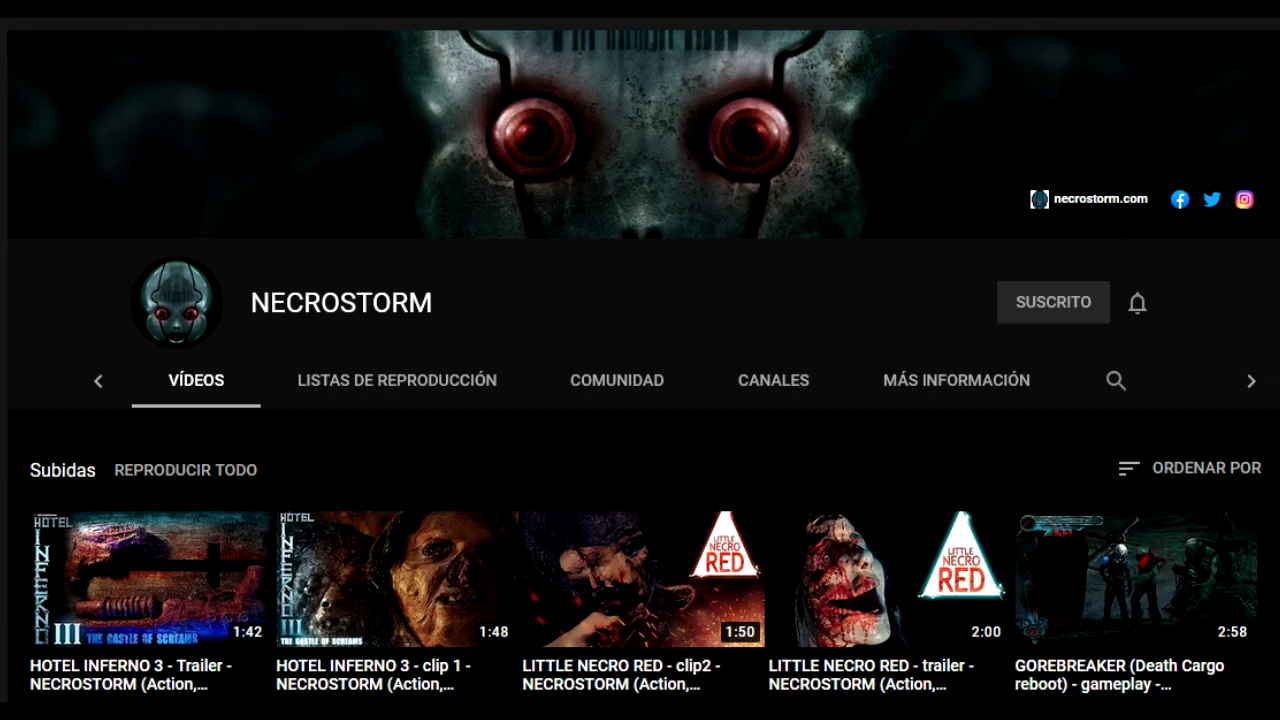 necrostorm.com
NECROSTORM
SUSCRITO
VÍDEOS
LISTAS DE REPRODUCCIÓN
COMUNIDAD
CANALES
MÁS INFORMACIÓN
Subidas
REPRODUCIR TODO
ORDENAR POR
HOTEL
INFERNO
III THE CASTLE OF SCREAMS
1:42
HOTEL
INFERNO
III
THE CASTLE OF SCREAMS
1:48
LITTLE
NECRO
RED
1:50
LITTLE
NECRO
RED
2:00
2:58
HOTEL INFERNO 3 - Trailer -
NECROSTORM (Action,...
HOTEL INFERNO 3 - clip 1 -
NECROSTORM (Action,...
LITTLE NECRO RED - clip2 -
NECROSTORM (Action,...
LITTLE NECRO RED - trailer -
NECROSTORM (Action,...
GOREBREAKER (Death Cargo
reboot) - gameplay -...